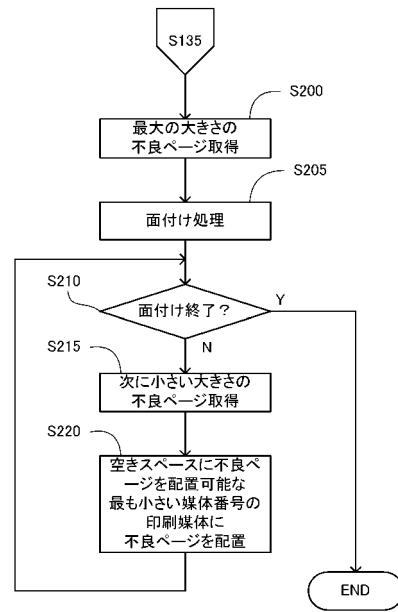 S135
S200
最大の大きさの
不良ページ取得
S205
面付け処理
S210
面付け終了？
Y
N
S215
次に小さい大きさの
不良ページ取得
S220
空きスペースに不良ペ
ージを配置可能な
最も小さい媒体番号の
印刷媒体に
不良ページを配置
END